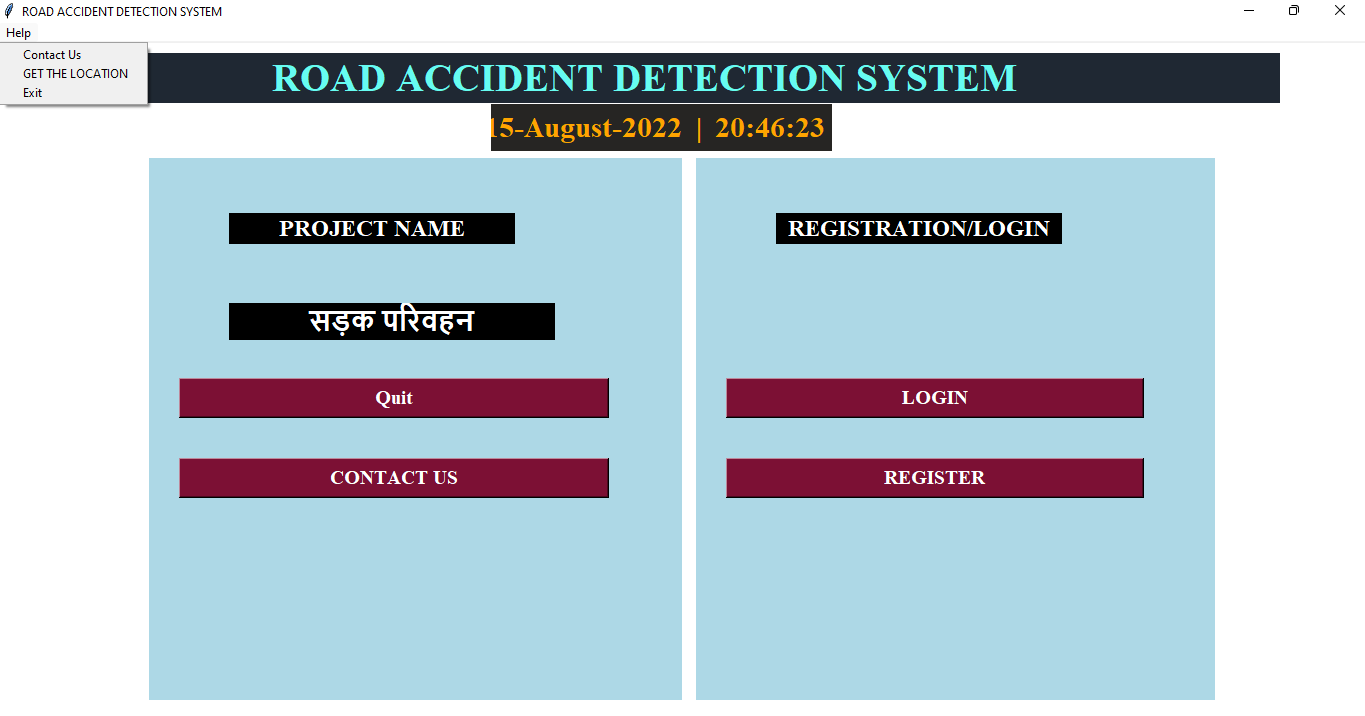 ROAD ACCIDENT DETECTION SYSTEM
Help
Contact Us
GET THE LOCATION
Exit
ROAD ACCIDENT DETECTION SYSTEM
15-August-2022 | 20:46:23
PROJECT NAME
सड़क परिवहन
Quit
CONTACT US
REGISTRATION/LOGIN
LOGIN
REGISTER